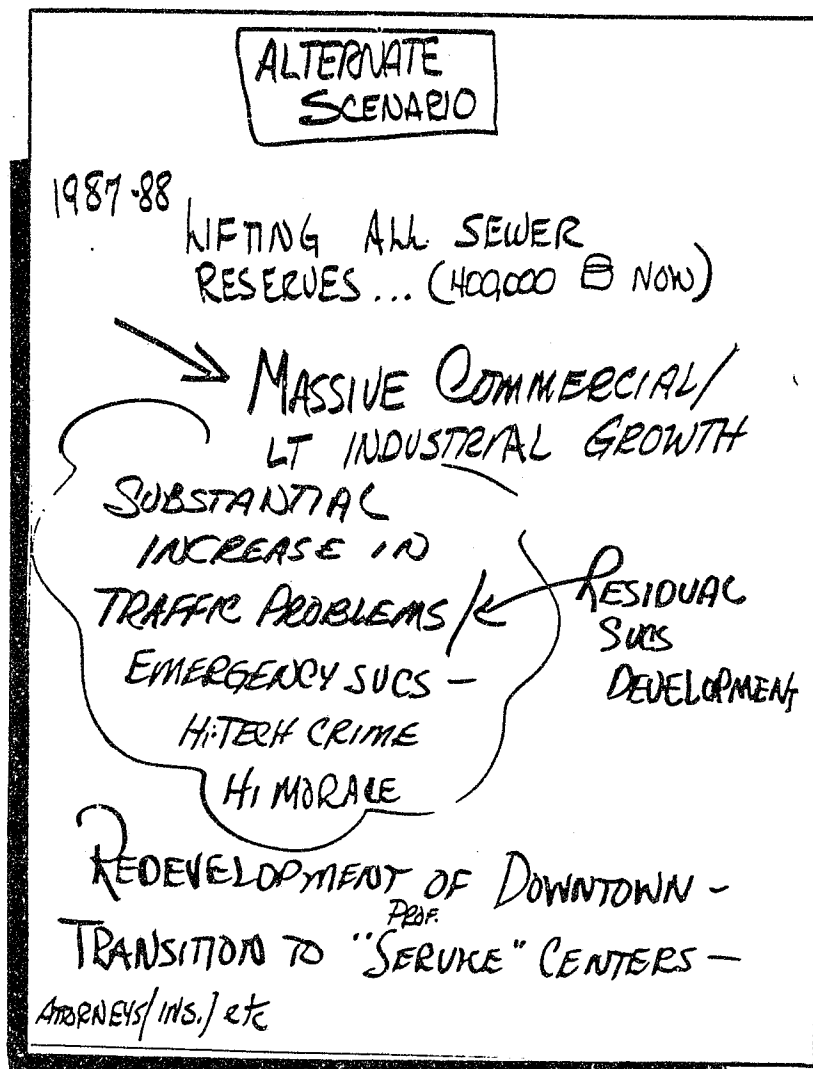 ALTERNATE
SCENARIO
1987-88
LIFTING ALL SEWER
RESERVES... (400,000 NOW)
MASSIVE COMMERCIAL/
LT INDUSTRIAL GROWTH
SUBSTANTIAL
INCREASE IN
TRAFFIC PROBLEMS/
EMERGENCY SVCS -
HI-TECH CRIME
HI MORALE
RESIDUAL
SVCS
DEVELOPMENT
REDEVELOPMENT OF DOWNTOWN -
PROF.
TRANSITION TO "SERVICE" CENTERS -
ATTORNEYS/INS./etc